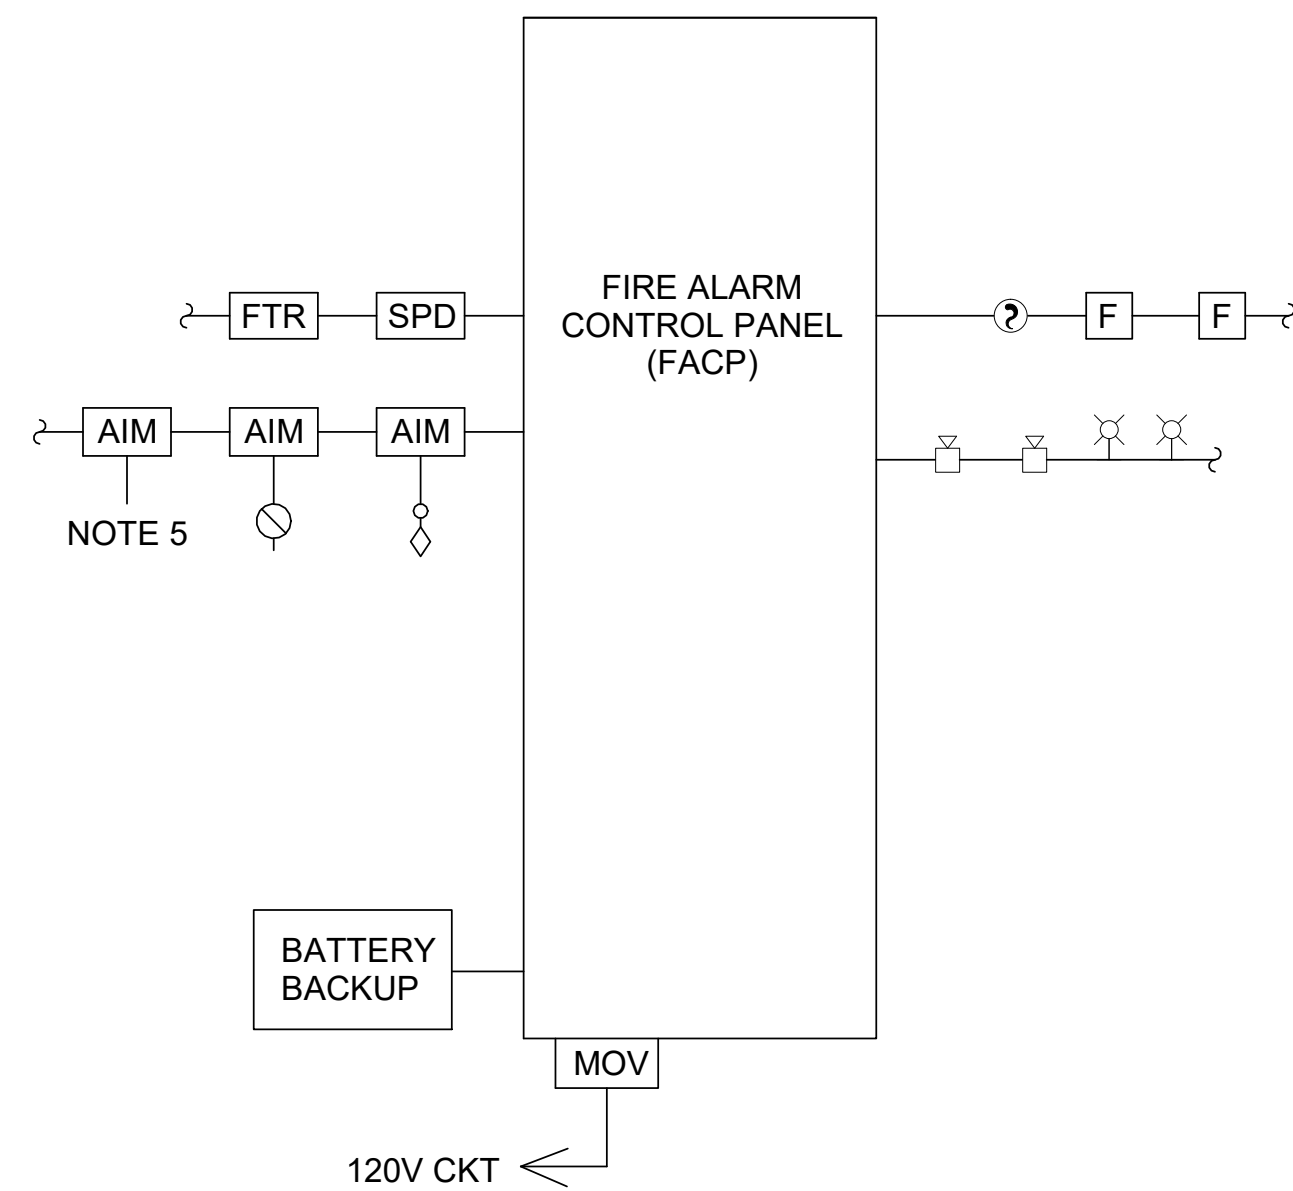 FIRE ALARM
CONTROL PANEL
(FACP)
FTR
SPD
F
F
AIM
AIM
AIM
NOTE 5
BATTERY
BACKUP
MOV
120V CKT